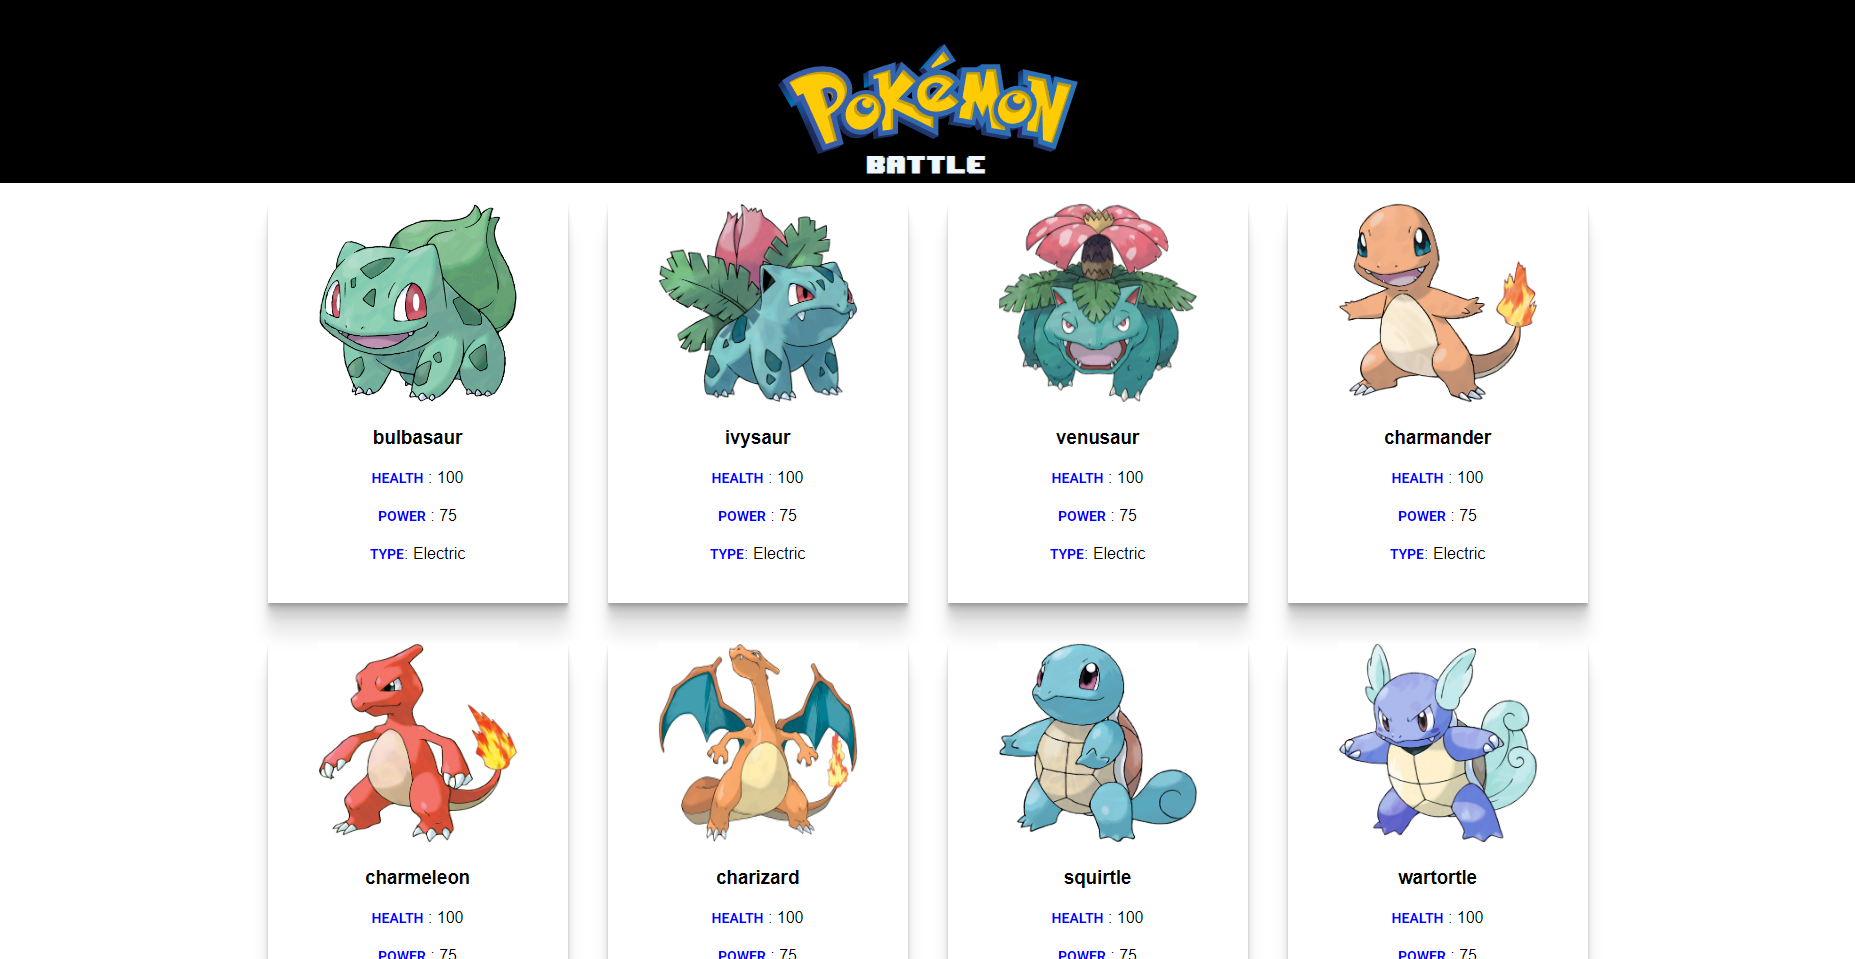 POKéMON
BATTLE
bulbasaur
HEALTH : 100
POWER : 75
TYPE: Electric
ivysaur
HEALTH : 100
POWER : 75
TYPE: Electric
venusaur
HEALTH : 100
POWER : 75
TYPE: Electric
charmander
HEALTH : 100
POWER : 75
TYPE: Electric
charmeleon
HEALTH : 100
POWER : 75
charizard
HEALTH : 100
POWER : 75
squirtle
HEALTH : 100
POWER : 75
wartortle
HEALTH : 100
POWER : 75